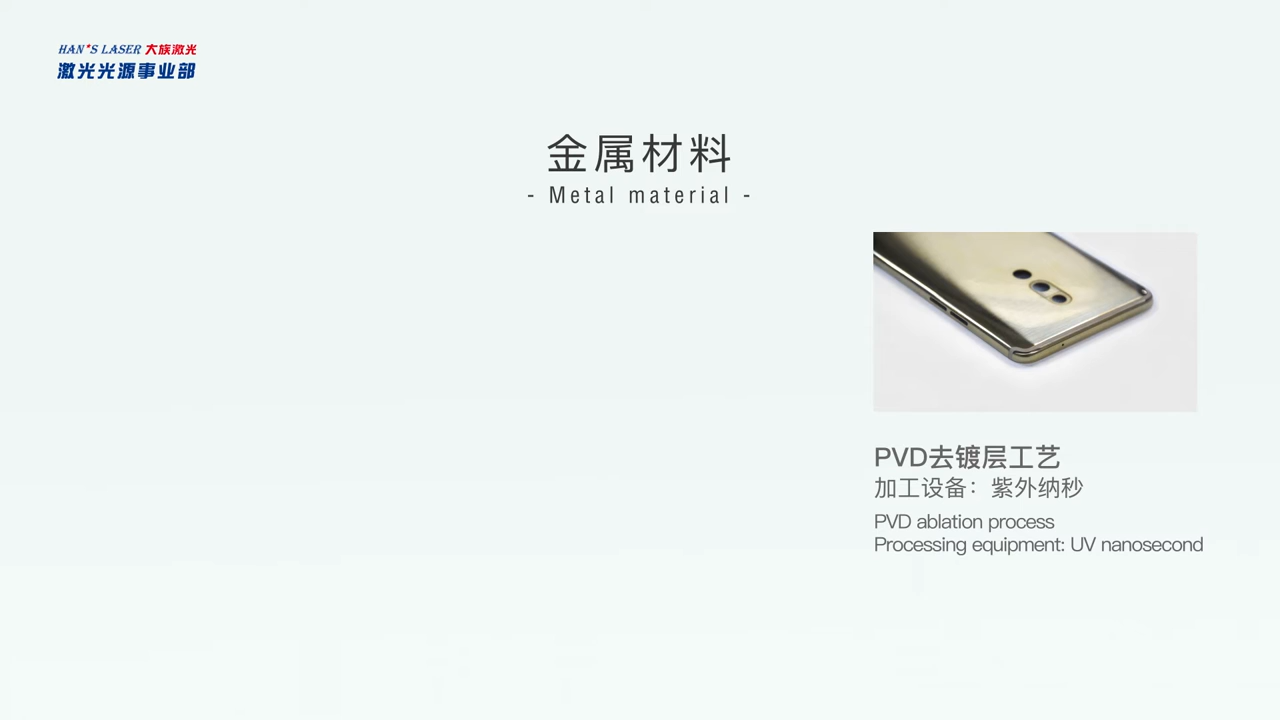 HAN'S LASER 大族激光
激光光源事业部
金属材料
- Metal material -
PVD去镀层工艺
加工设备：紫外纳秒
PVD ablation process
Processing equipment: UV nanosecond